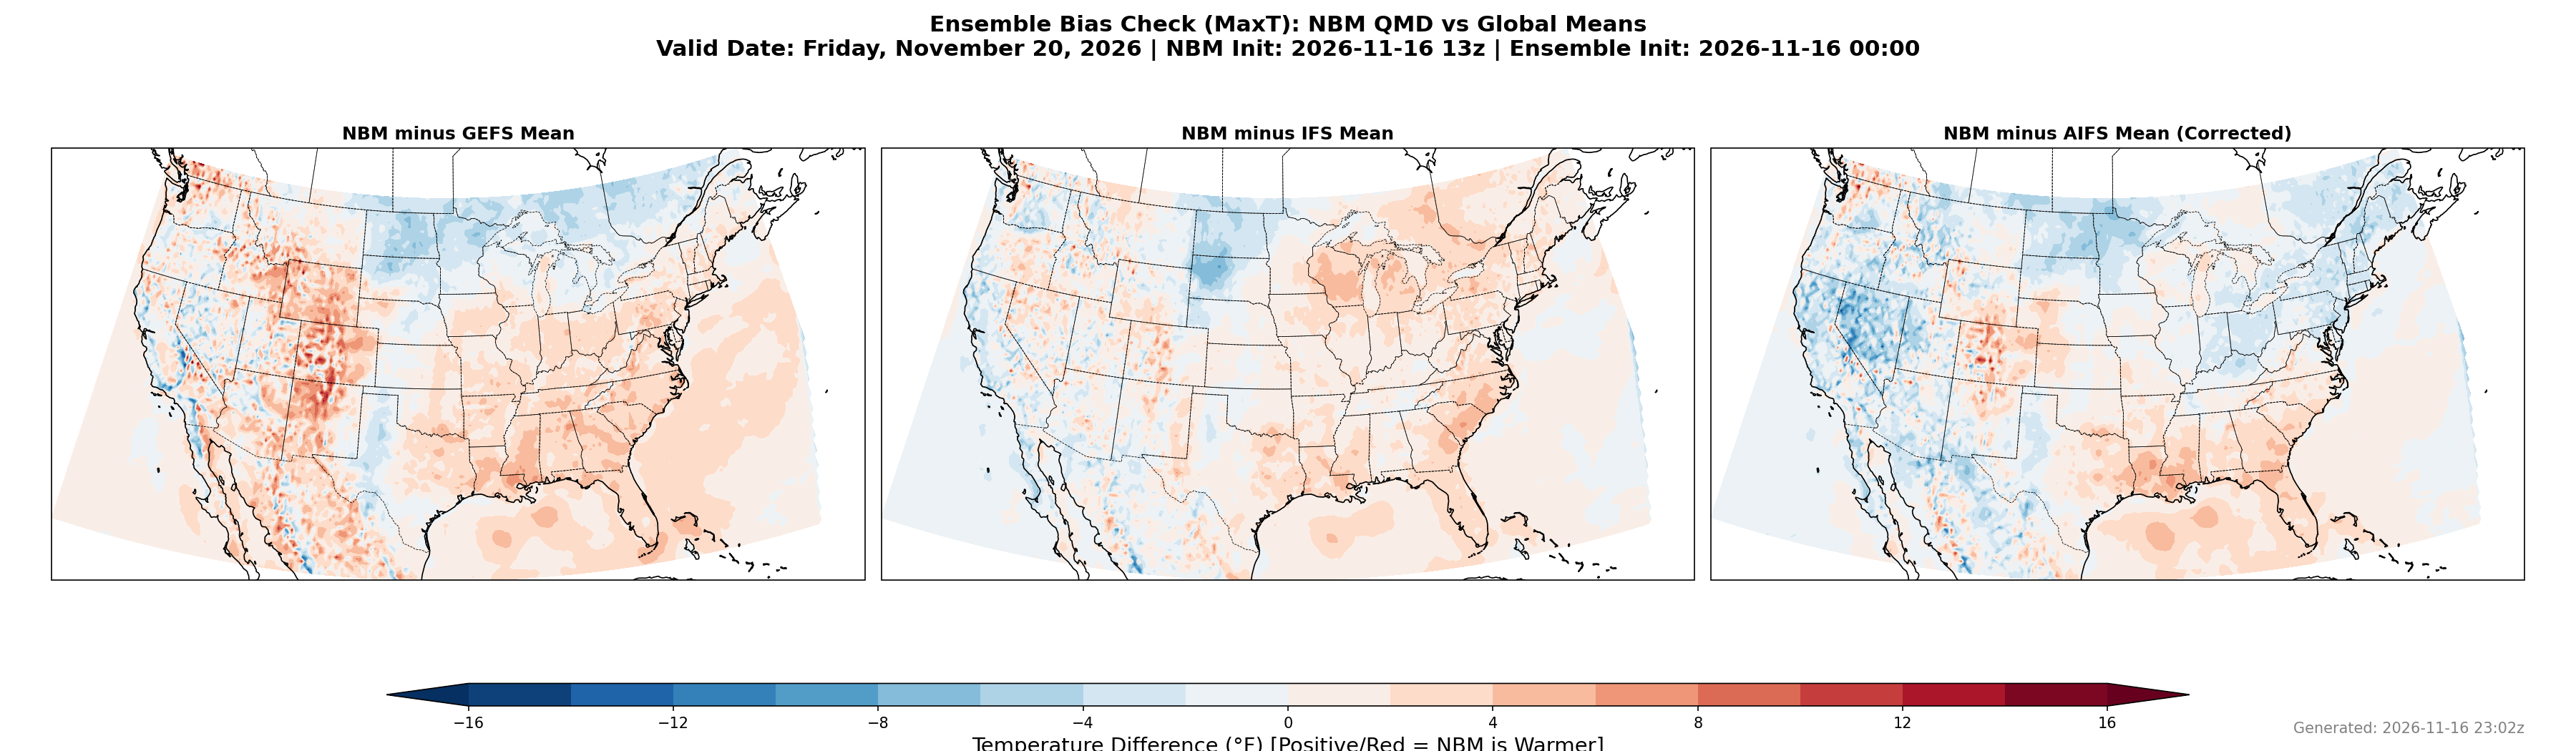 Ensemble Bias Check (MaxT): NBM QMD vs Global Means
Valid Date: Friday, November 20, 2026 | NBM Init: 2026-11-16 13z | Ensemble Init: 2026-11-16 00:00
NBM minus GEFS Mean
NBM minus IFS Mean
NBM minus AIFS Mean (Corrected)
−16 −12 −8 −4 0 4 8 12 16
Generated: 2026-11-16 23:02z
Temperature Difference (°F) [Positive/Red = NBM is Warmer]